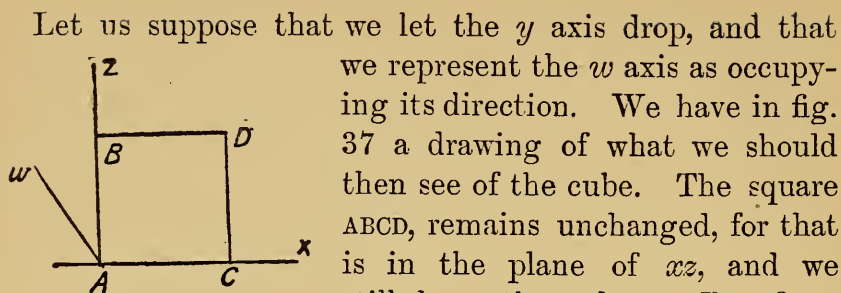 Let us suppose that we let the y axis drop, and that
we represent the w axis as occupy-
ing its direction. We have in fig.
37 a drawing of what we should
then see of the cube. The square
ABCD, remains unchanged, for that
is in the plane of xz, and we
Z
B
D
w
A
C
X